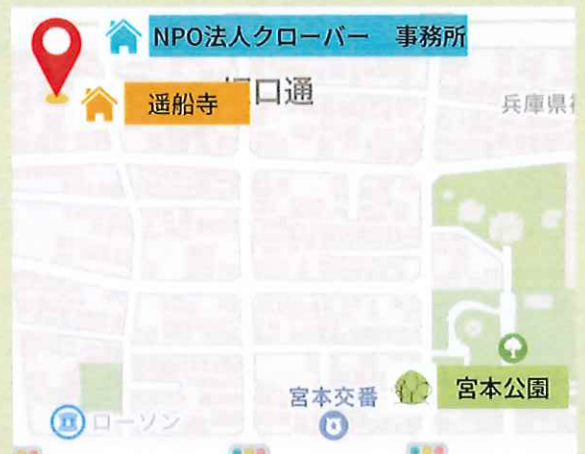 NPO法人クローバー 事務所
口通
遥船寺
兵庫県
宮本公園
宮本交番
ローソン